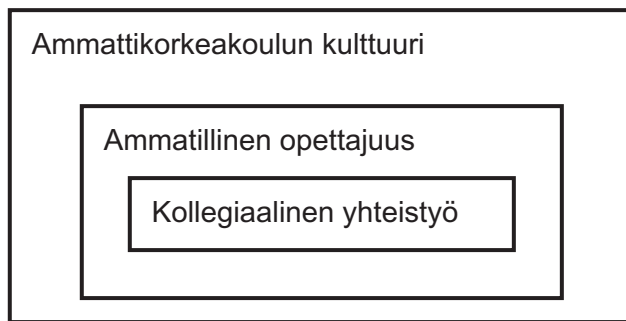 Ammattikorkeakoulun kulttuuri
Ammatillinen opettajuus
Kollegiaalinen yhteistyö